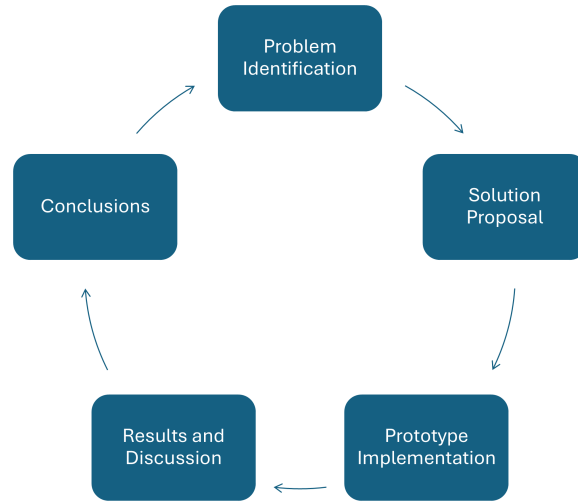 Problem
Identification
Solution
Proposal
Prototype
Implementation
Results and
Discussion
Conclusions